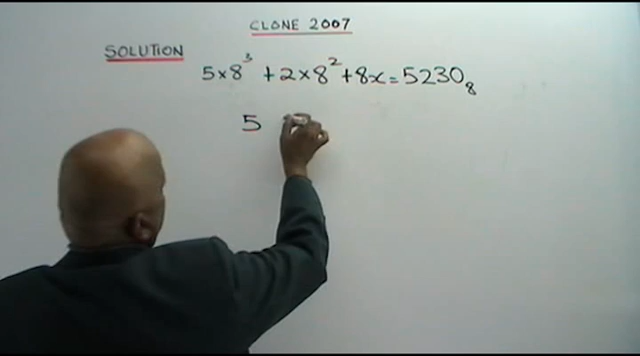 CLONE 2007
SOLUTION
5×8³ + 2×8² + 8x = 5230₈
5